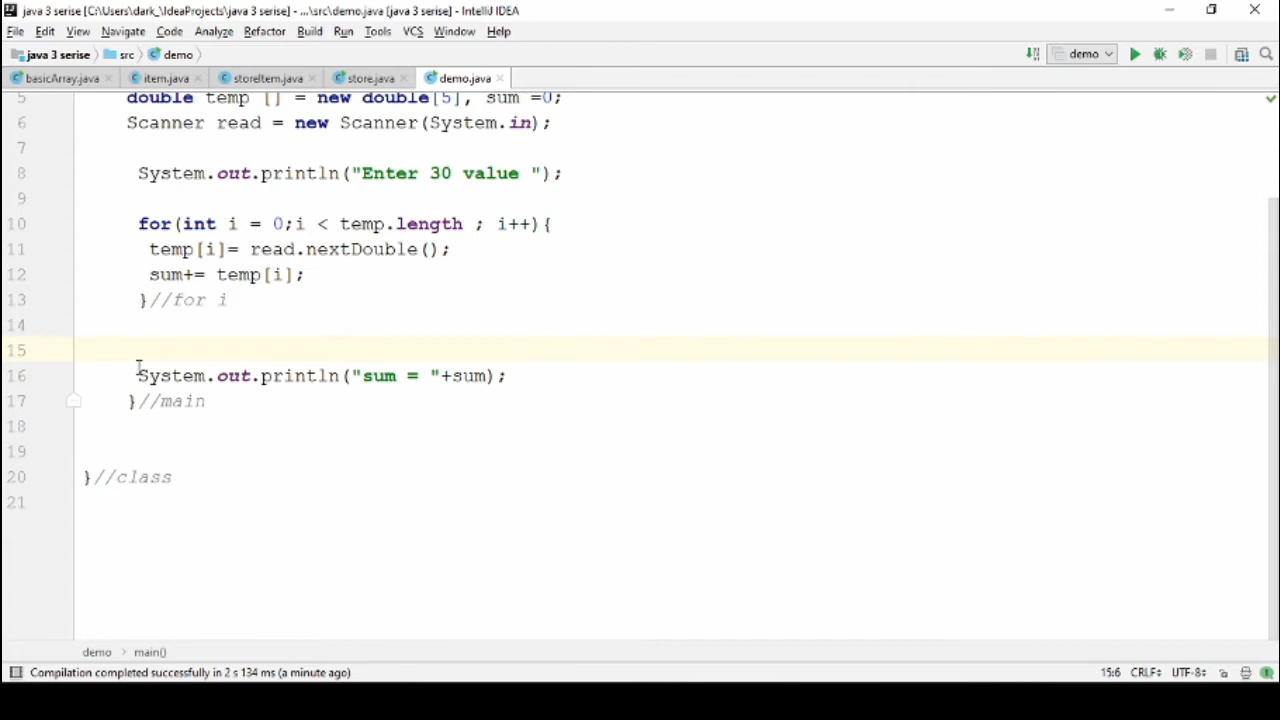 java 3 serise [C:\Users\dark_\IdeaProjects\java 3 serise] - ...\src\demo.java [java 3 serise] - IntelliJ IDEA
File Edit View Navigate Code Analyze Refactor Build Run Tools VCS Window Help
java 3 serise src demo demo
basicArray.java item.java storeItem.java store.java demo.java
5 double temp [] = new double[5], sum =0;
6 Scanner read = new Scanner(System.in);
7
8 System.out.println("Enter 30 value ");
9
10 for(int i = 0;i < temp.length ; i++){
11 temp[i]= read.nextDouble();
12 sum+= temp[i];
13 }//for i
14
15
16 System.out.println("sum = "+sum);
17 }//main
18
19
20 }//class
21
demo main()
Compilation completed successfully in 2 s 134 ms (a minute ago) 15:6 CRLF UTF-8